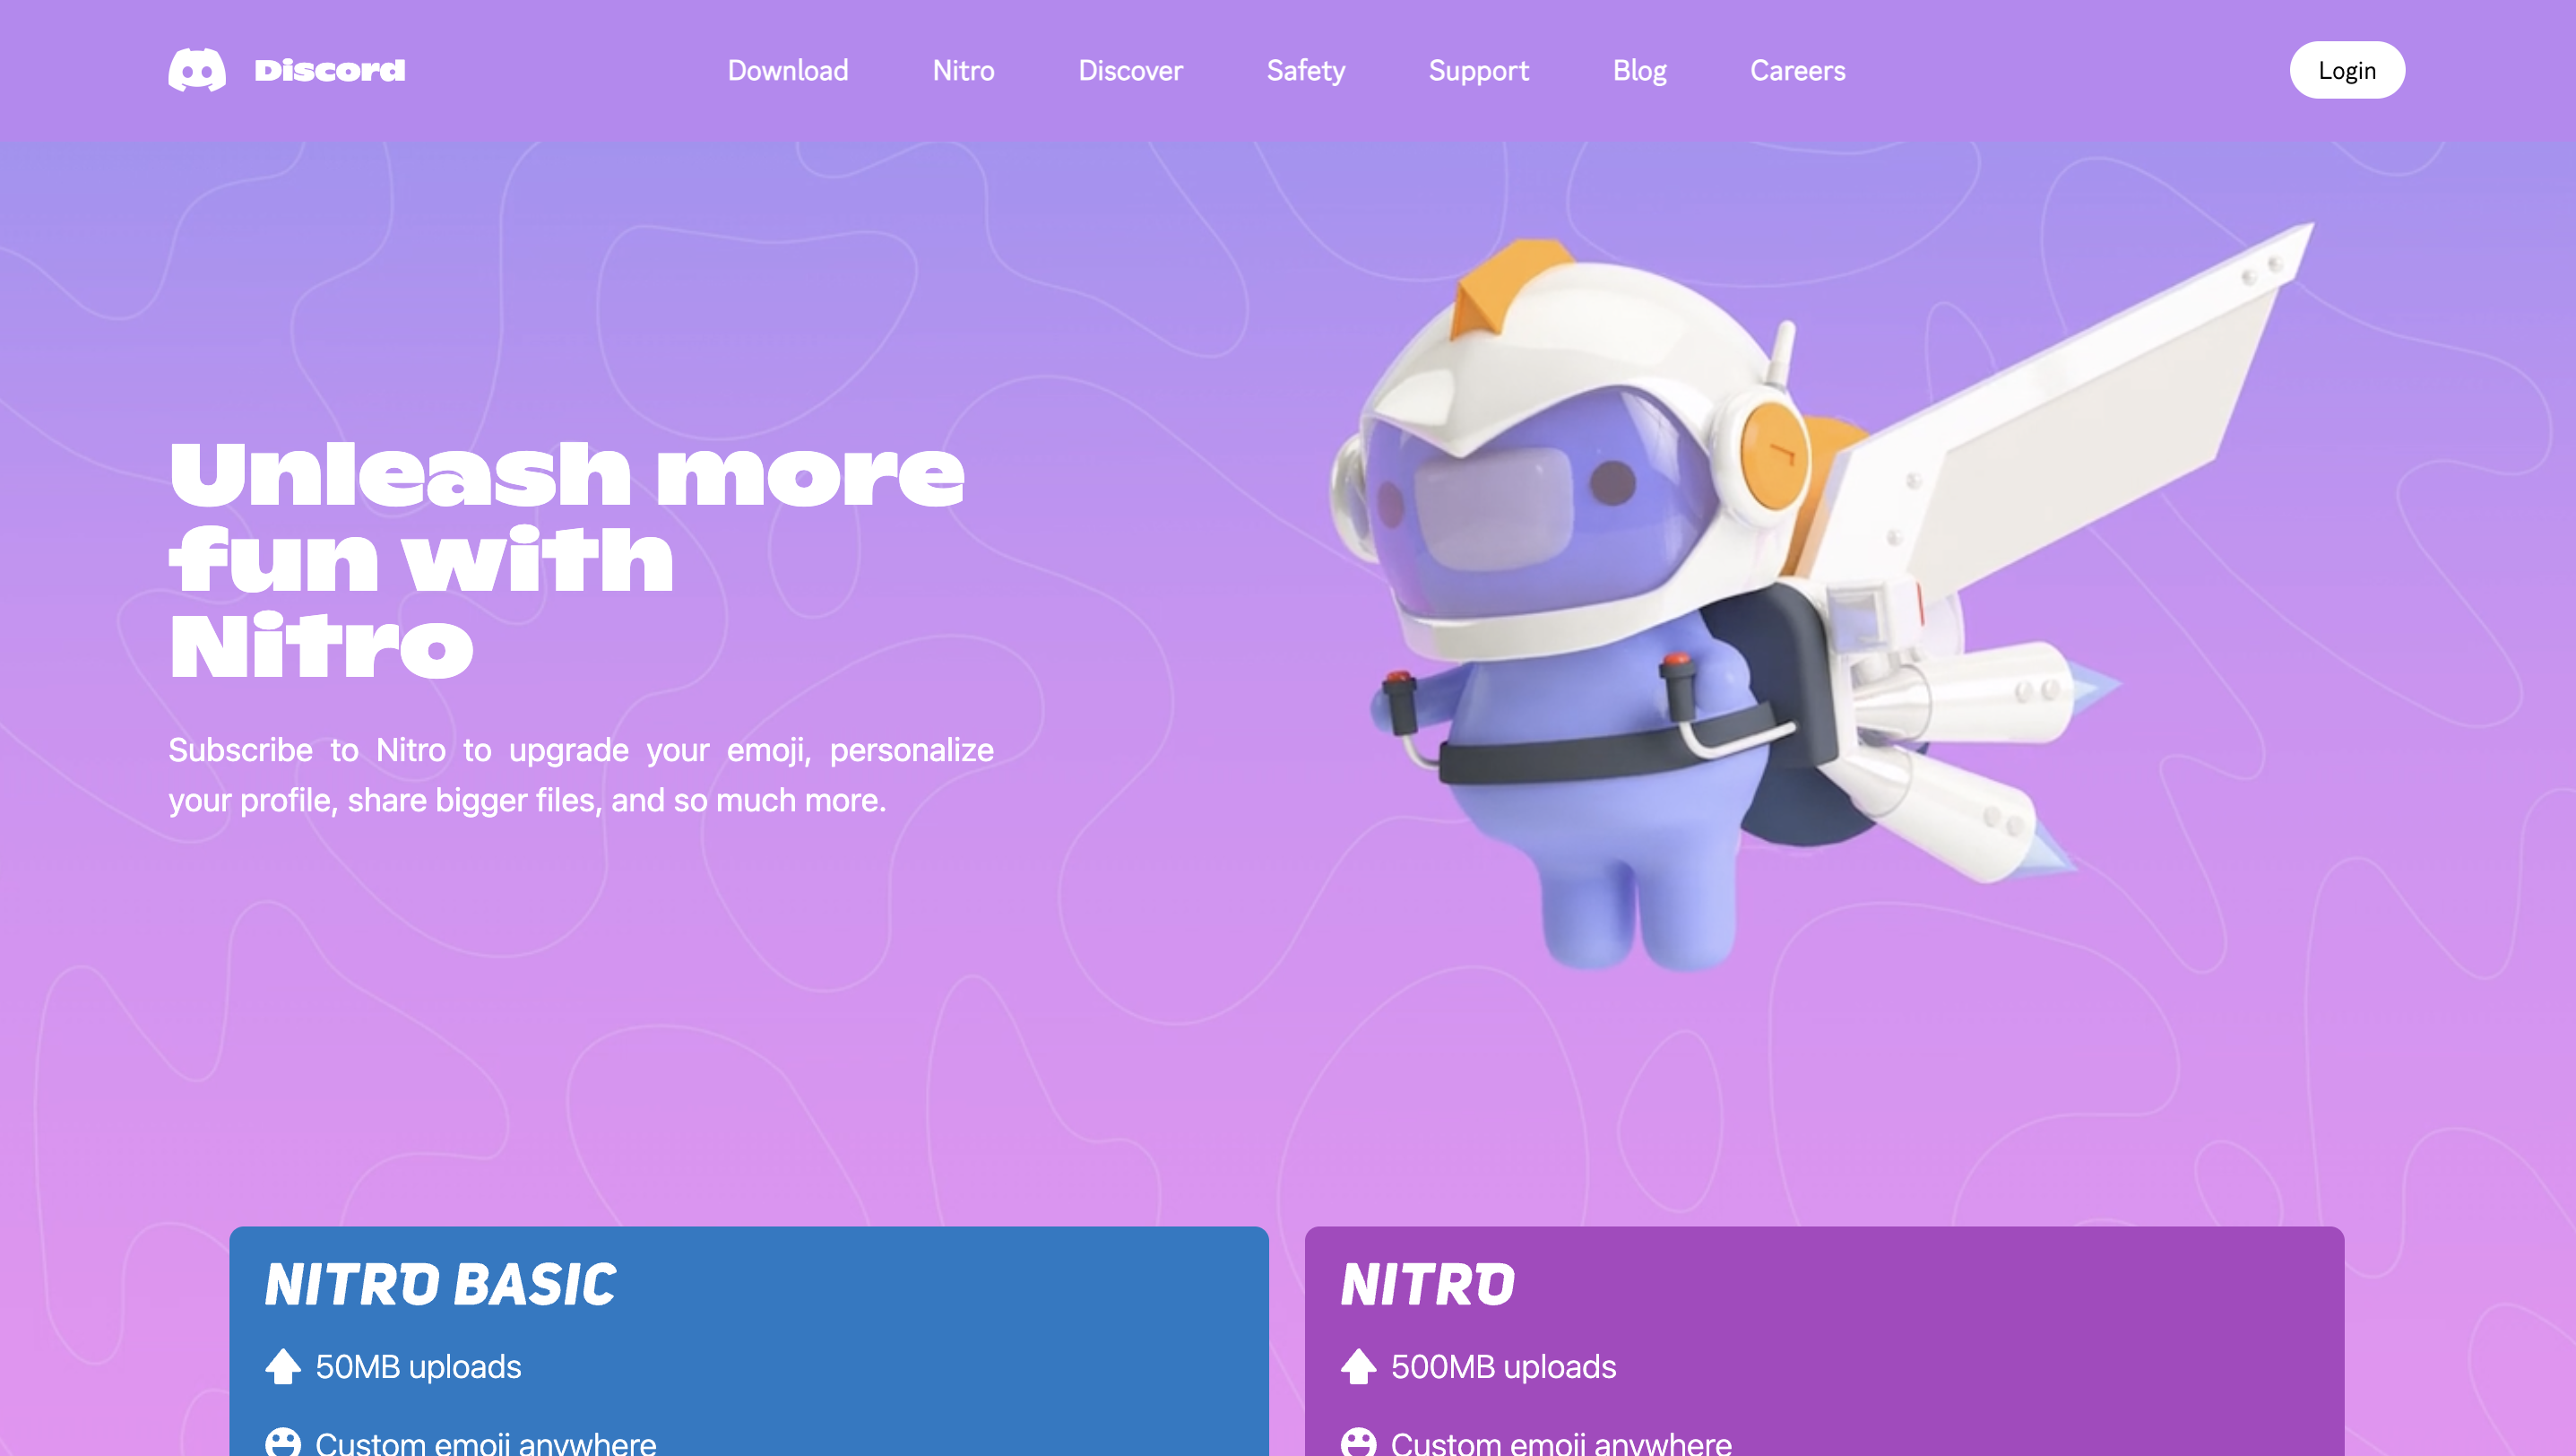 Discord
Download Nitro Discover Safety Support Blog Careers
Login
Unleash more
fun with
Nitro
Subscribe to Nitro to upgrade your emoji, personalize
your profile, share bigger files, and so much more.
NITRO BASIC
50MB uploads
Custom emoji anywhere
NITRO
500MB uploads
Custom emoji anywhere